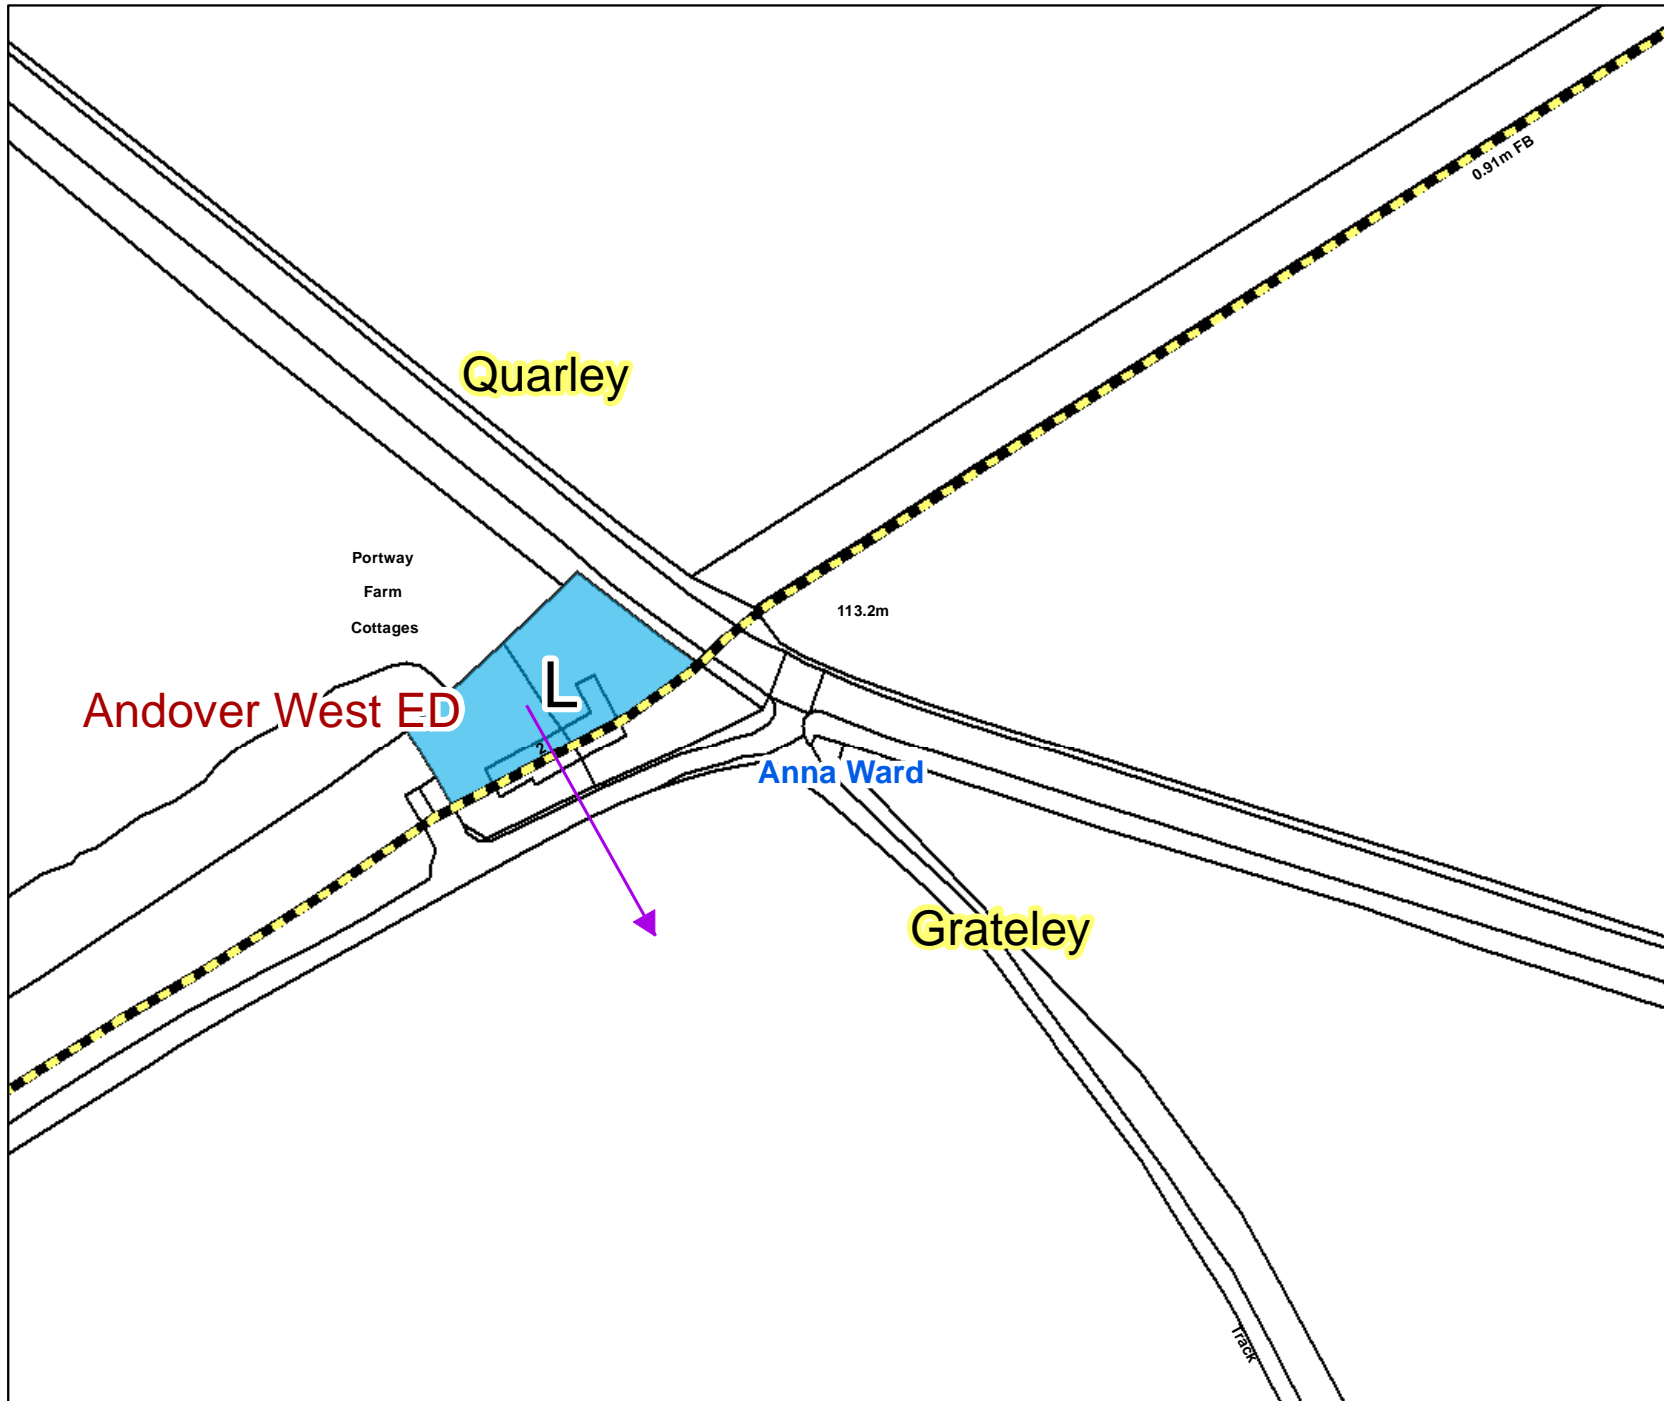 0.91m FB
Quarley
Portway
Farm
Cottages
113.2m
L
Andover West ED
2
Anna Ward
Grateley
Track